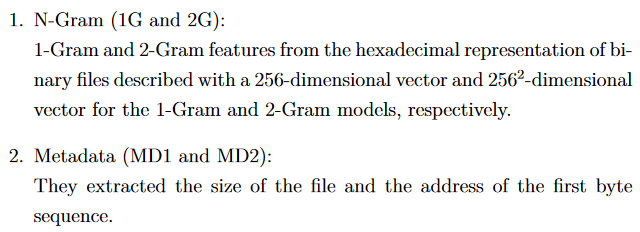 1. N-Gram (1G and 2G):
1-Gram and 2-Gram features from the hexadecimal representation of bi-
nary files described with a 256-dimensional vector and 256²-dimensional
vector for the 1-Gram and 2-Gram models, respectively.
2. Metadata (MD1 and MD2):
They extracted the size of the file and the address of the first byte
sequence.